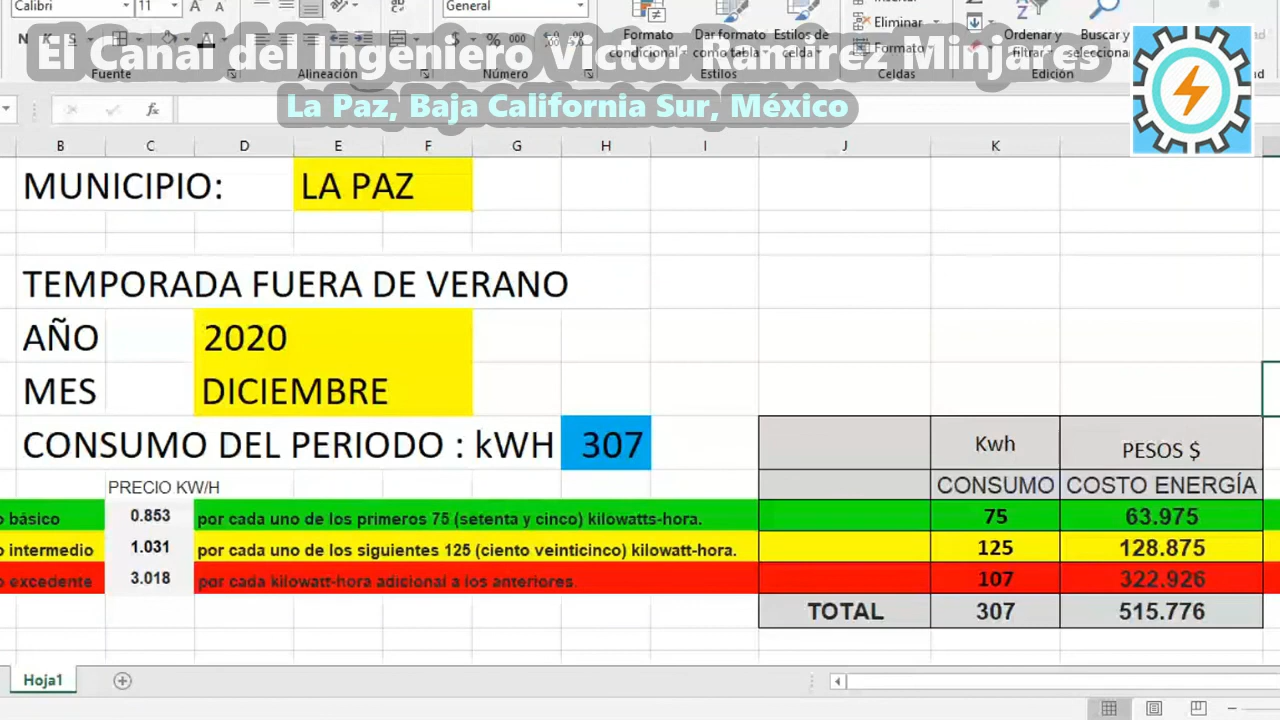 Calibri 11 A A General
El Canal del Ingeniero Victor Ramirez Minjares
La Paz, Baja California Sur, México
N K S A $ % 000
Formato condicional Dar formato como tabla Estilos de celda
Eliminar
Formato
Ordenar y filtrar Buscar y seleccionar
Fuente Alineación Número Estilos Celdas Edición
fx
B C D E F G H I J K
MUNICIPIO: LA PAZ
TEMPORADA FUERA DE VERANO
AÑO 2020
MES DICIEMBRE
CONSUMO DEL PERIODO : kWH 307
Kwh PESOS $
PRECIO KW/H CONSUMO COSTO ENERGÍA
o básico 0.853 por cada uno de los primeros 75 (setenta y cinco) kilowatts-hora. 75 63.975
o intermedio 1.031 por cada uno de los siguientes 125 (ciento veinticinco) kilowatt-hora. 125 128.875
o excedente 3.018 por cada kilowatt-hora adicional a los anteriores. 107 322.926
TOTAL 307 515.776
Hoja1